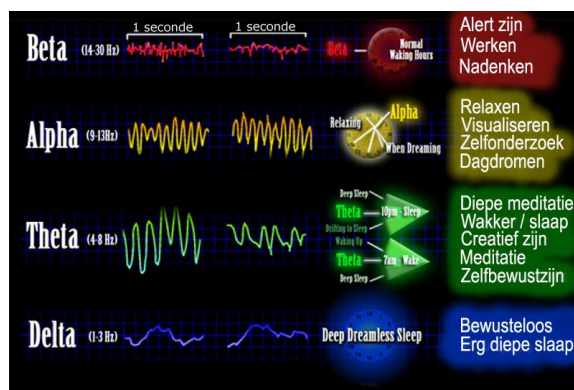 1 seconde
1 seconde
Beta
(14-30 Hz)
Beta
Normal
Waking Hours
Alert zijn
Werken
Nadenken
Alpha
(9-13Hz)
Relaxing
Alpha
When Dreaming
Relaxen
Visualiseren
Zelfonderzoek
Dagdromen
Theta
(4-8 Hz)
Deep Sleep
Theta
10pm - Sleep
Drifting to Sleep
Waking Up
Theta
7am - Wake
Deep Sleep
Diepe meditatie
Wakker / slaap
Creatief zijn
Meditatie
Zelfbewustzijn
Delta
(1-3 Hz)
Deep Dreamless Sleep
Bewusteloos
Erg diepe slaap